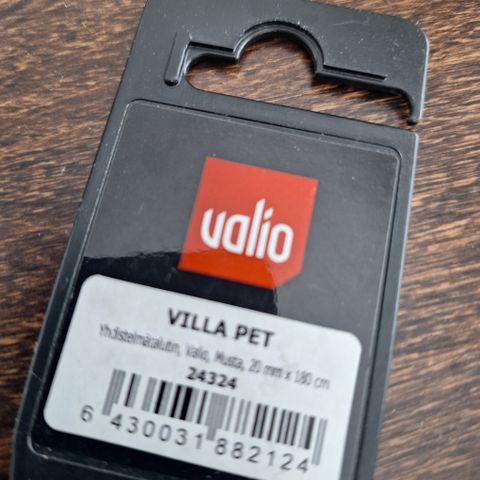 valio
VILLA PET
Yhdistelmätalutin, Valio, Musta, 20 mm x 180 cm
24324
6 430031 882124